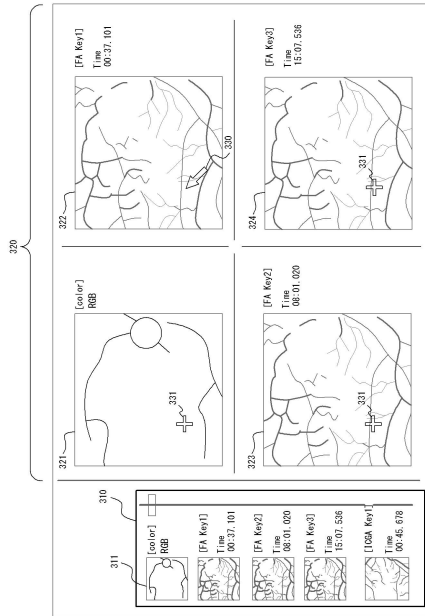 320
310
311
[color]
RGB
[FA Key1]
Time
00:37.101
[FA Key2]
Time
08:01.020
[FA Key3]
Time
15:07.536
[ICGA Key1]
Time
00:45.678
321
[color]
RGB
331
322
[FA Key1]
Time
00:37.101
330
323
[FA Key2]
Time
08:01.020
331
324
[FA Key3]
Time
15:07.536
331